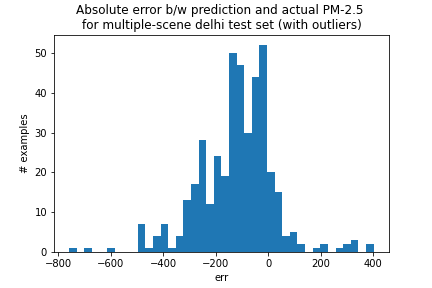 Absolute error b/w prediction and actual PM-2.5
for multiple-scene delhi test set (with outliers)
50
40
30
20
10
0
# examples
−800 −600 −400 −200 0 200 400
err